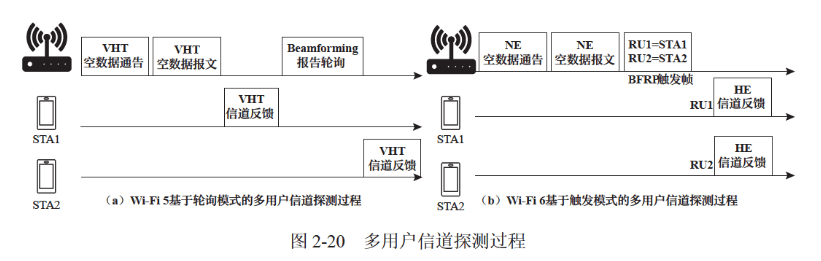 VHT
空数据通告
VHT
空数据报文
Beamforming
报告轮询
VHT
信道反馈
STA1
VHT
信道反馈
STA2
（a）Wi-Fi 5基于轮询模式的多用户信道探测过程
NE
空数据通告
NE
空数据报文
RU1=STA1
RU2=STA2
BFRP触发帧
RU1
HE
信道反馈
STA1
RU2
HE
信道反馈
STA2
（b）Wi-Fi 6基于触发模式的多用户信道探测过程
图 2-20 多用户信道探测过程